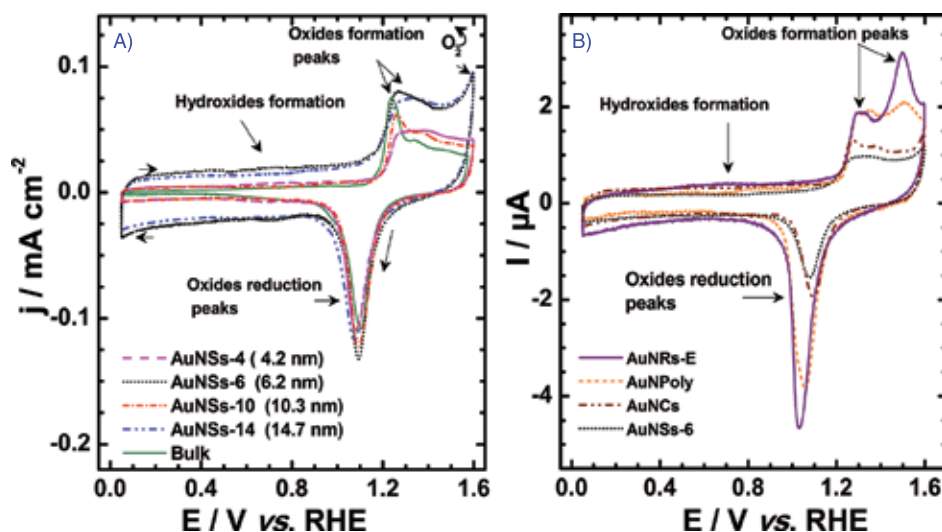 A)
Oxides formation
peaks
O₂
Hydroxides formation
Oxides reduction
peaks
AuNSs-4 ( 4.2 nm)
AuNSs-6 (6.2 nm)
AuNSs-10 (10.3 nm)
AuNSs-14 (14.7 nm)
Bulk
0.1
0.0
-0.1
-0.2
j / mA cm⁻²
0.0 0.4 0.8 1.2 1.6
E / V vs. RHE
B)
Oxides formation peaks
Hydroxides formation
Oxides reduction
peaks
AuNRs-E
AuNPoly
AuNCs
AuNSs-6
2
0
-2
-4
I / μA
0.0 0.4 0.8 1.2 1.6
E / V vs. RHE